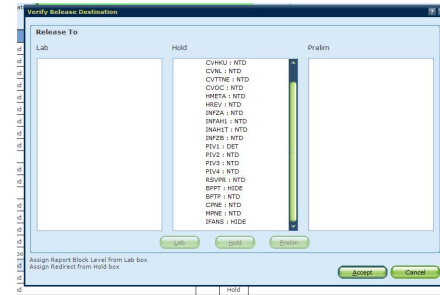 Verify Release Destination
Release To
Lab
Hold
Prelim
CVHKU : NTD
CVNL : NTD
CVTTNE : NTD
CVOC : NTD
HMETA : NTD
HREV : NTD
INFZA : NTD
INFAH1 : NTD
INAH1T : NTD
INFZB : NTD
PIV1 : DET
PIV2 : NTD
PIV3 : NTD
PIV4 : NTD
RSVPR : NTD
BPPT : HIDE
BPTP : NTD
CPNE : NTD
MPNE : NTD
IFANS : HIDE
Lab
Hold
Prelim
Assign Report Block Level from Lab box
Assign Redirect from Hold box
Accept
Cancel
Hold